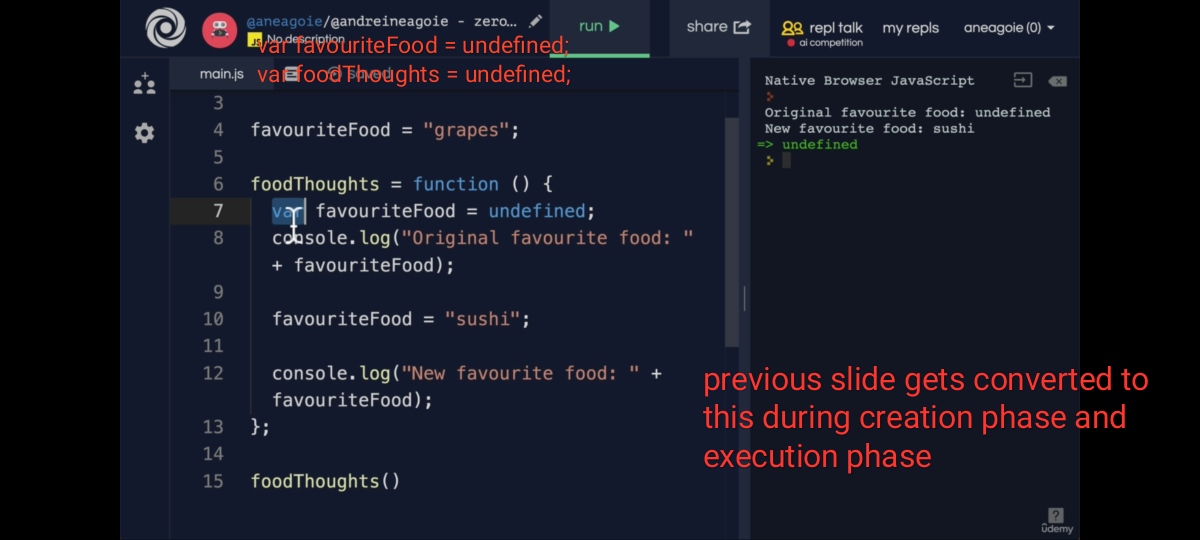 @aneagoie/@andreineagoie - zero...
No description
run
share
repl talk
ai competition
my repls
aneagoie (0)
var favouriteFood = undefined;
var foodThoughts = undefined;
main.js
saved
Native Browser JavaScript
Original favourite food: undefined
New favourite food: sushi
=> undefined
3
4 favouriteFood = "grapes";
5
6 foodThoughts = function () {
7 var favouriteFood = undefined;
8 console.log("Original favourite food: "
+ favouriteFood);
9
10 favouriteFood = "sushi";
11
12 console.log("New favourite food: " +
favouriteFood);
13 };
14
15 foodThoughts()
previous slide gets converted to
this during creation phase and
execution phase
?
ûdemy